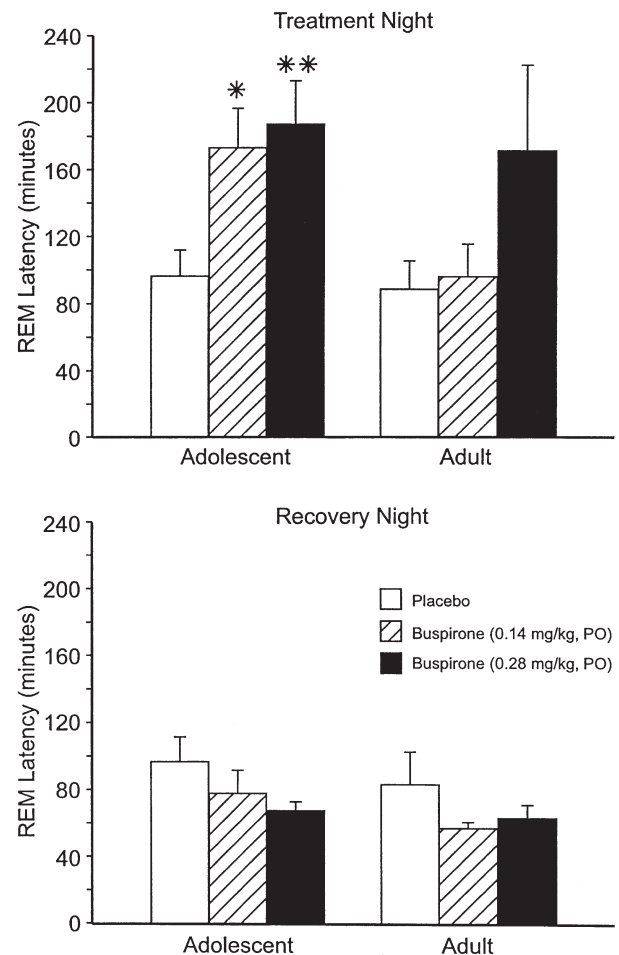 Treatment Night
REM Latency (minutes)
240
200
160
120
80
40
0
*
**
Adolescent
Adult
Recovery Night
REM Latency (minutes)
240
200
160
120
80
40
0
Placebo
Buspirone (0.14 mg/kg, PO)
Buspirone (0.28 mg/kg, PO)
Adolescent
Adult